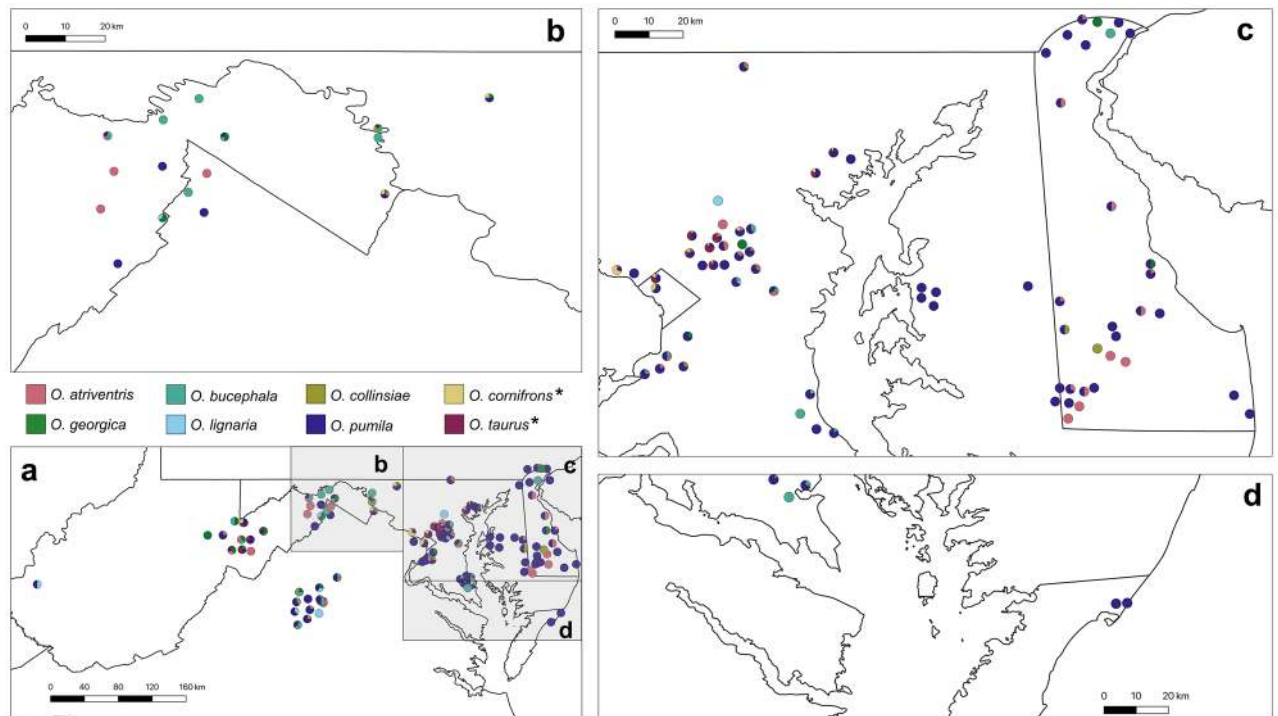 0 10 20 km
b
0 10 20 km
c
O. atriventris O. bucephala O. collinsiae O. cornifrons*
O. georgica O. lignaria O. pumila O. taurus*
a
b
c
d
0 40 80 120 160 km
d
0 10 20 km